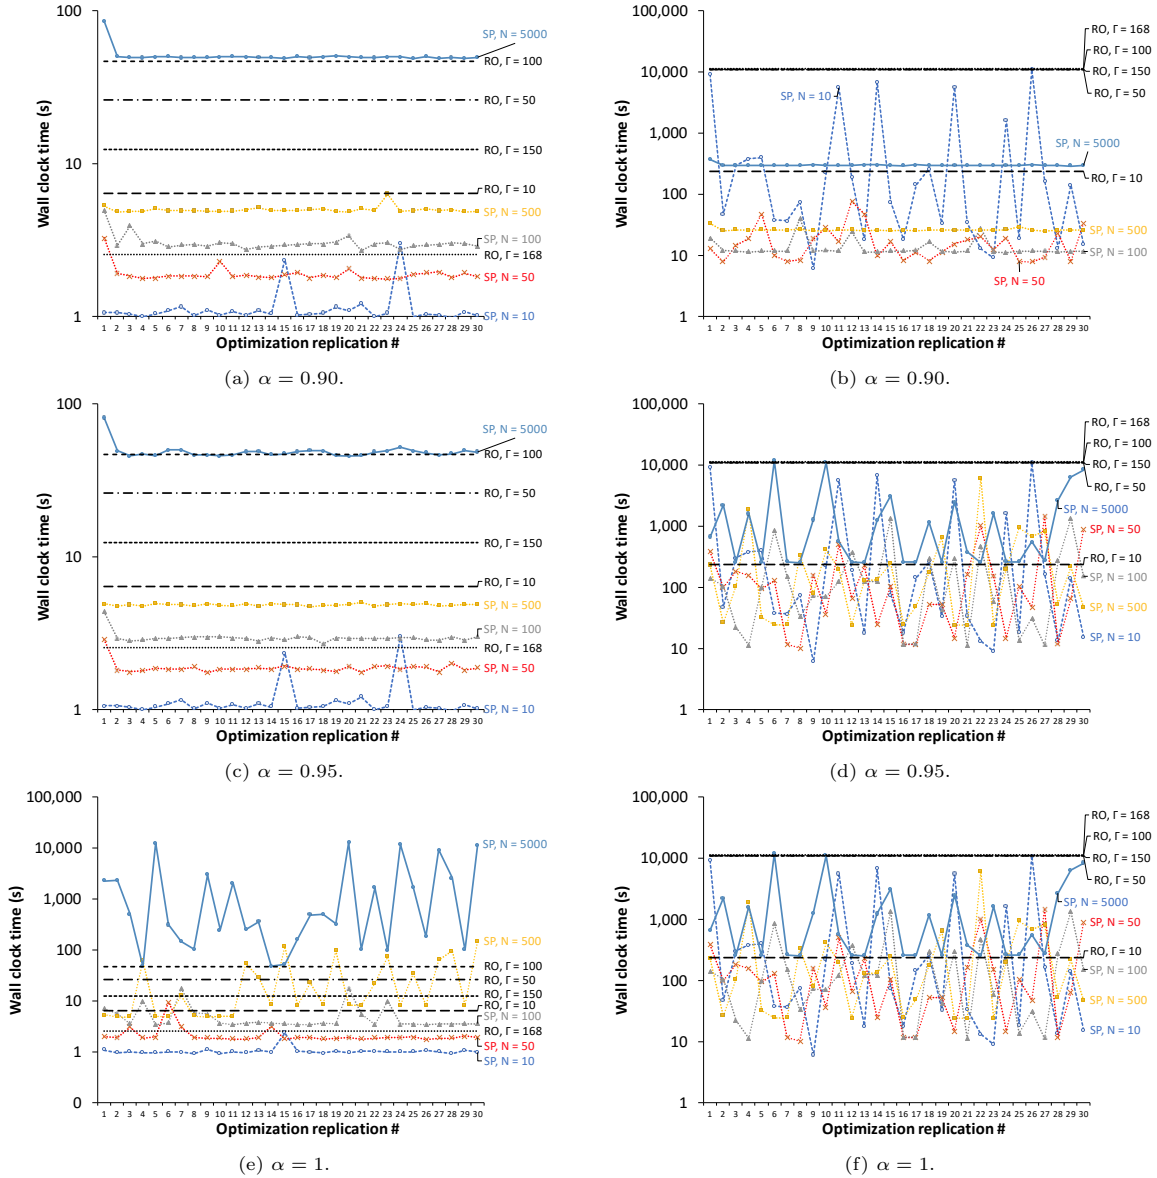 100
10
1
Wall clock time (s)
SP, N = 5000
RO, Γ = 100
RO, Γ = 50
RO, Γ = 150
RO, Γ = 10
SP, N = 500
SP, N = 100
RO, Γ = 168
SP, N = 50
SP, N = 10
1 2 3 4 5 6 7 8 9 10 11 12 13 14 15 16 17 18 19 20 21 22 23 24 25 26 27 28 29 30
Optimization replication #
(a) α = 0.90.
100,000
10,000
1,000
100
10
1
Wall clock time (s)
RO, Γ = 168
RO, Γ = 100
RO, Γ = 150
RO, Γ = 50
SP, N = 10
SP, N = 5000
RO, Γ = 10
SP, N = 500
SP, N = 100
SP, N = 50
1 2 3 4 5 6 7 8 9 10 11 12 13 14 15 16 17 18 19 20 21 22 23 24 25 26 27 28 29 30
Optimization replication #
(b) α = 0.90.
100
10
1
Wall clock time (s)
SP, N = 5000
RO, Γ = 100
RO, Γ = 50
RO, Γ = 150
RO, Γ = 10
SP, N = 500
SP, N = 100
RO, Γ = 168
SP, N = 50
SP, N = 10
1 2 3 4 5 6 7 8 9 10 11 12 13 14 15 16 17 18 19 20 21 22 23 24 25 26 27 28 29 30
Optimization replication #
(c) α = 0.95.
100,000
10,000
1,000
100
10
1
Wall clock time (s)
RO, Γ = 168
RO, Γ = 100
RO, Γ = 150
RO, Γ = 50
SP, N = 5000
SP, N = 50
RO, Γ = 10
SP, N = 100
SP, N = 500
SP, N = 10
1 2 3 4 5 6 7 8 9 10 11 12 13 14 15 16 17 18 19 20 21 22 23 24 25 26 27 28 29 30
Optimization replication #
(d) α = 0.95.
100,000
10,000
1,000
100
10
1
0
Wall clock time (s)
SP, N = 5000
SP, N = 500
RO, Γ = 100
RO, Γ = 50
RO, Γ = 150
RO, Γ = 10
SP, N = 100
RO, Γ = 168
SP, N = 50
SP, N = 10
1 2 3 4 5 6 7 8 9 10 11 12 13 14 15 16 17 18 19 20 21 22 23 24 25 26 27 28 29 30
Optimization replication #
(e) α = 1.
100,000
10,000
1,000
100
10
1
Wall clock time (s)
RO, Γ = 168
RO, Γ = 100
RO, Γ = 150
RO, Γ = 50
SP, N = 5000
SP, N = 50
RO, Γ = 10
SP, N = 100
SP, N = 500
SP, N = 10
1 2 3 4 5 6 7 8 9 10 11 12 13 14 15 16 17 18 19 20 21 22 23 24 25 26 27 28 29 30
Optimization replication #
(f) α = 1.